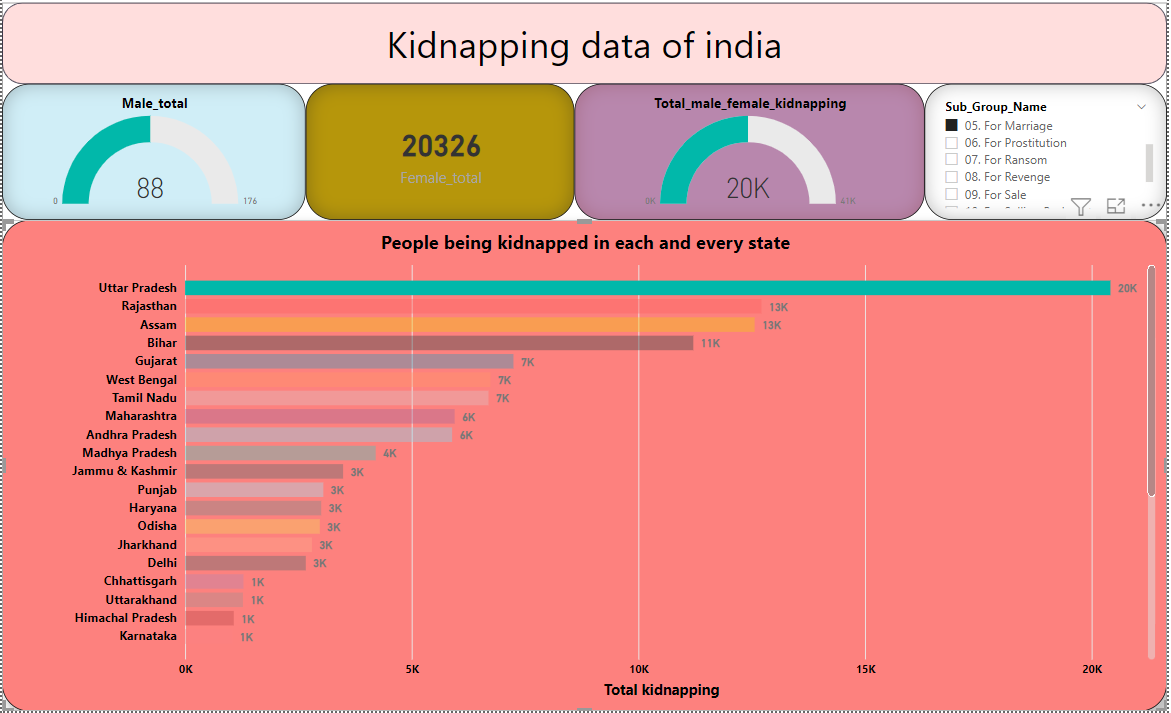 Kidnapping data of india
Male_total
88
0
176
20326
Female_total
Total_male_female_kidnapping
20K
0K
41K
Sub_Group_Name
05. For Marriage
06. For Prostitution
07. For Ransom
08. For Revenge
09. For Sale
People being kidnapped in each and every state
Uttar Pradesh 20K
Rajasthan 13K
Assam 13K
Bihar 11K
Gujarat 7K
West Bengal 7K
Tamil Nadu 7K
Maharashtra 6K
Andhra Pradesh 6K
Madhya Pradesh 4K
Jammu & Kashmir 3K
Punjab 3K
Haryana 3K
Odisha 3K
Jharkhand 3K
Delhi 3K
Chhattisgarh 1K
Uttarakhand 1K
Himachal Pradesh 1K
Karnataka 1K
0K 5K 10K 15K 20K
Total kidnapping